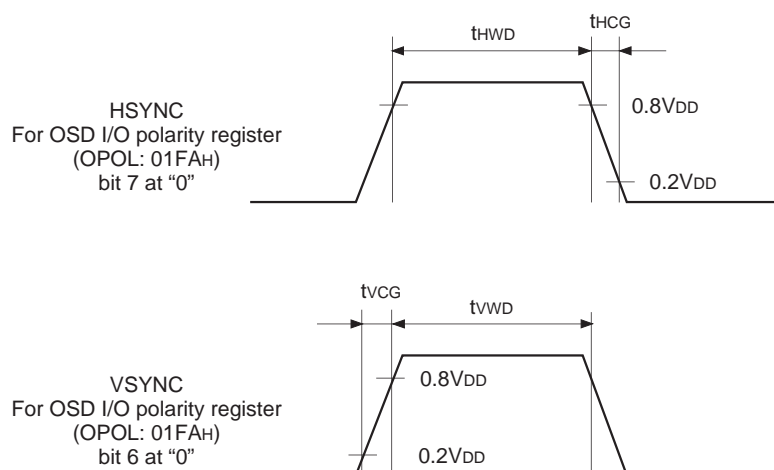 tHWD
tHCG
HSYNC
For OSD I/O polarity register
(OPOL: 01FAH)
bit 7 at “0”
0.8VDD
0.2VDD
tVCG
tVWD
VSYNC
For OSD I/O polarity register
(OPOL: 01FAH)
bit 6 at “0”
0.8VDD
0.2VDD